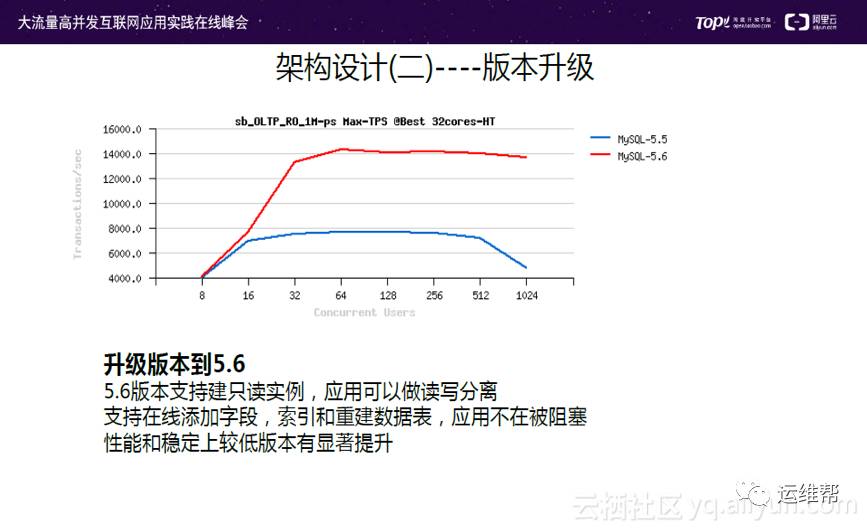 大流量高并发互联网应用实践在线峰会
TOP! 淘宝开放平台 open.taobao.com
阿里云 aliyun.com
架构设计(二)----版本升级
sb_OLTP_RO_1M-ps Max-TPS @Best 32cores-HT
MySQL-5.5
MySQL-5.6
Transactions/sec
16000.0
14000.0
12000.0
10000.0
8000.0
6000.0
4000.0
8 16 32 64 128 256 512 1024
Concurrent Users
升级版本到5.6
5.6版本支持建只读实例，应用可以做读写分离
支持在线添加字段，索引和重建数据表，应用不在被阻塞
性能和稳定上较低版本有显著提升
运维帮
云栖社区 yq.aliyun.com